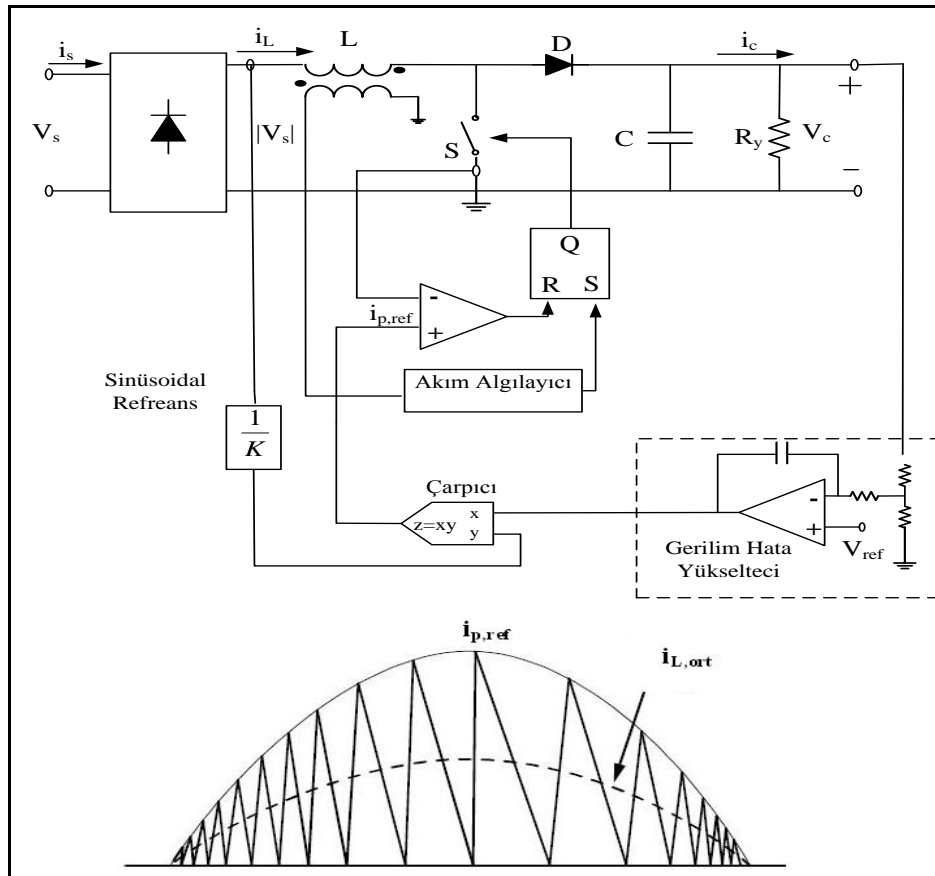 i_s
i_L
L
D
i_c
V_s
|V_s|
S
C
R_y
V_c
+
−
Q
R S
-
+
i_p,ref
Sinüsoidal
Refreans
Akım Algılayıcı
1
K
Çarpıcı
z=xy
x
y
-
+
V_ref
Gerilim Hata
Yükselteci
i_p,ref
i_L,ort